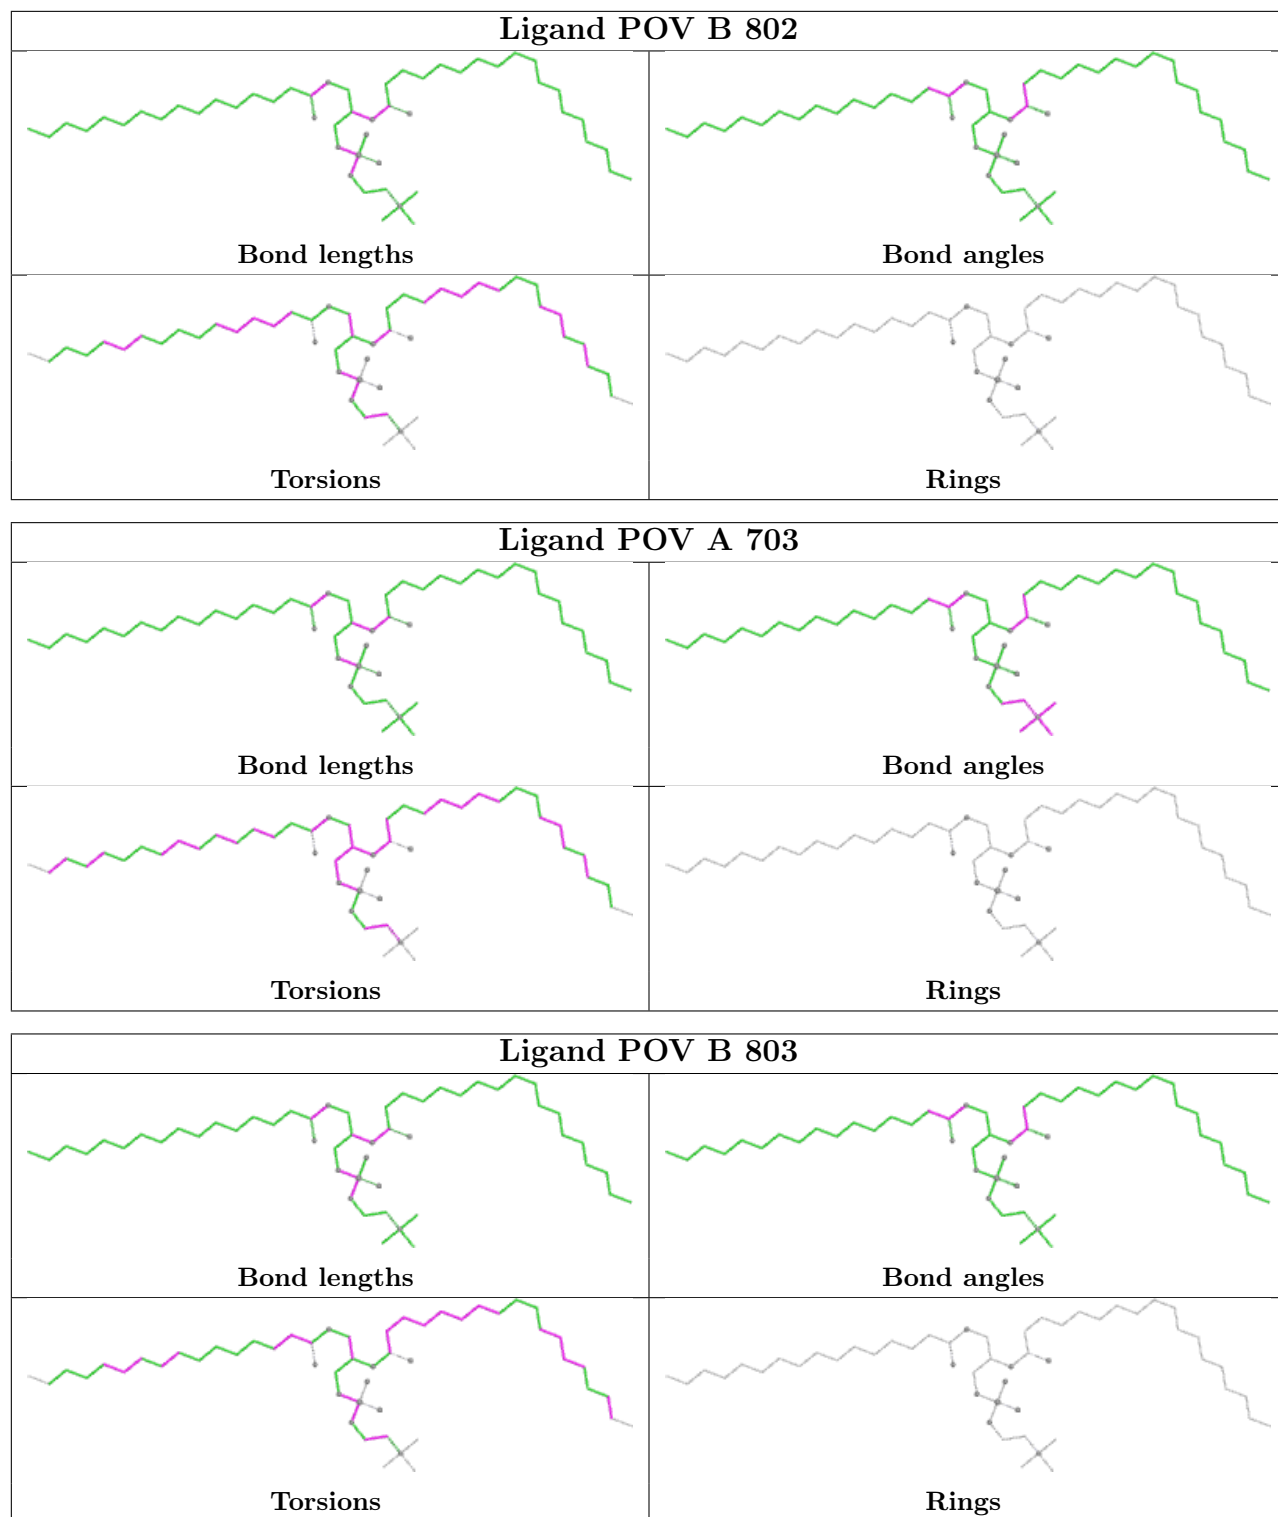 Ligand POV B 802
Bond lengths
Bond angles
Torsions
Rings
Ligand POV A 703
Bond lengths
Bond angles
Torsions
Rings
Ligand POV B 803
Bond lengths
Bond angles
Torsions
Rings